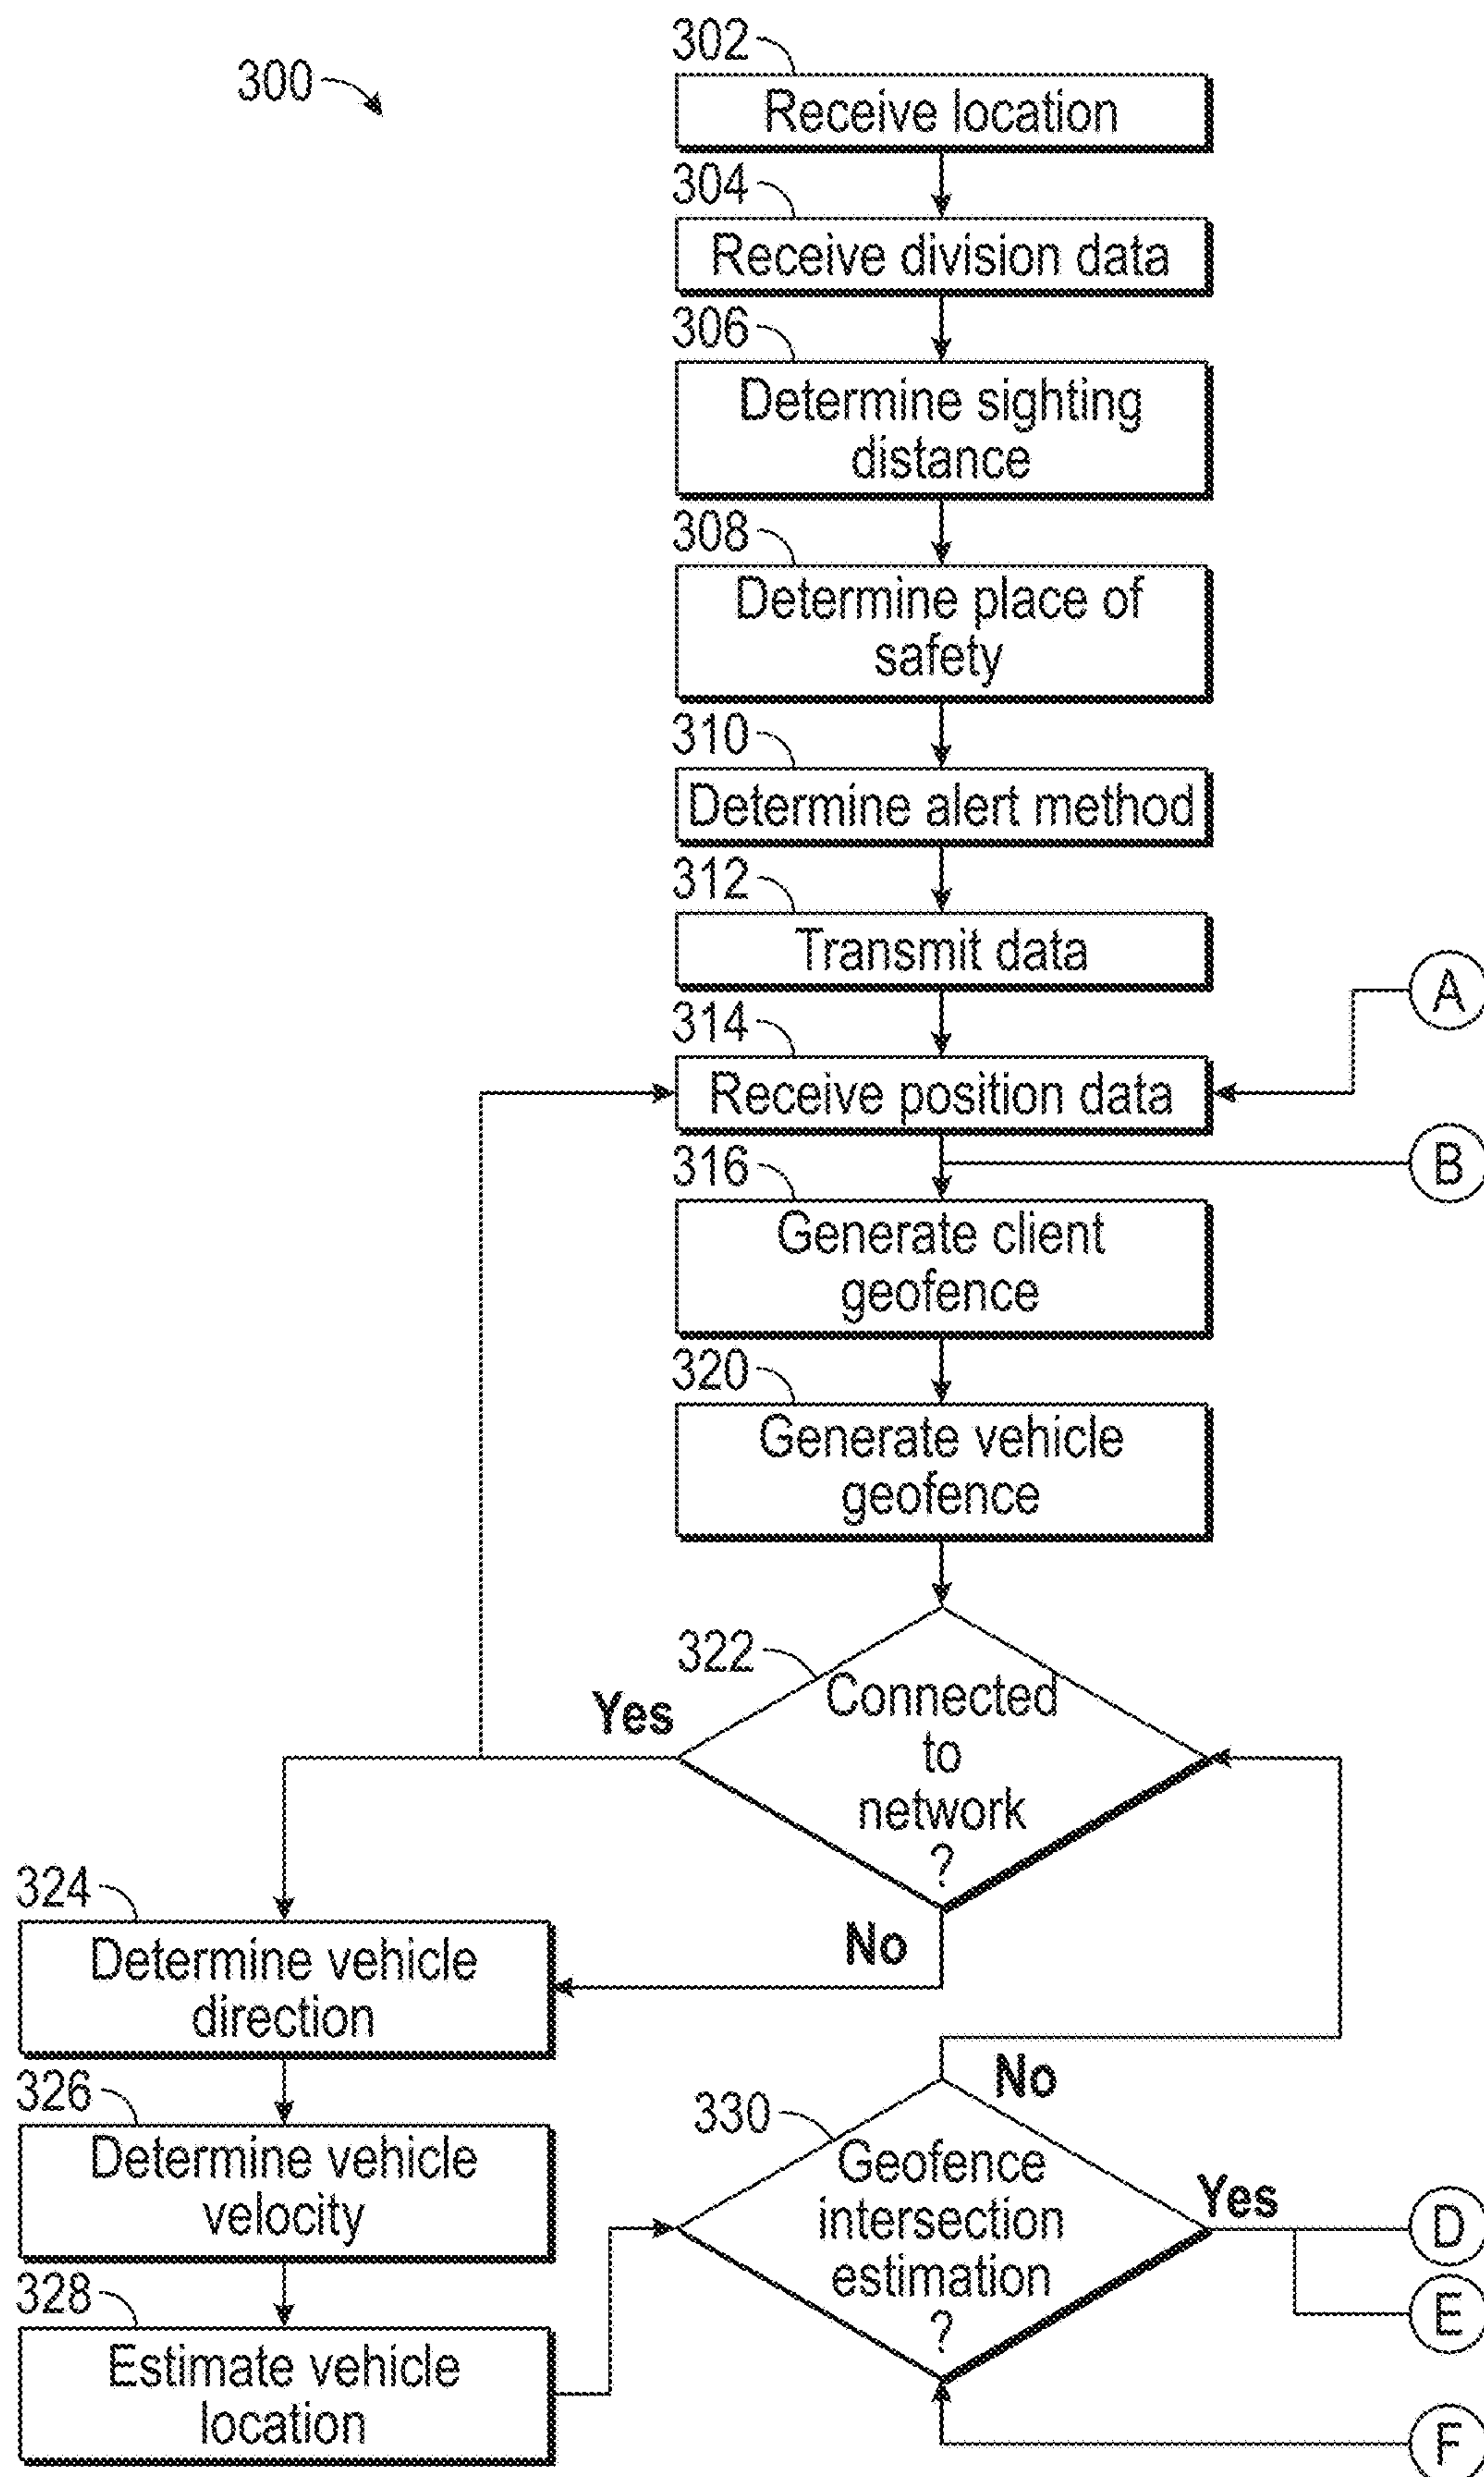 300
302
Receive location
304
Receive division data
306
Determine sighting
distance
308
Determine place of
safety
310
Determine alert method
312
Transmit data
A
314
Receive position data
B
316
Generate client
geofence
320
Generate vehicle
geofence
322
Connected
to
network
?
Yes
No
324
Determine vehicle
direction
326
Determine vehicle
velocity
328
Estimate vehicle
location
330
Geofence
intersection
estimation
?
No
Yes
D
E
F